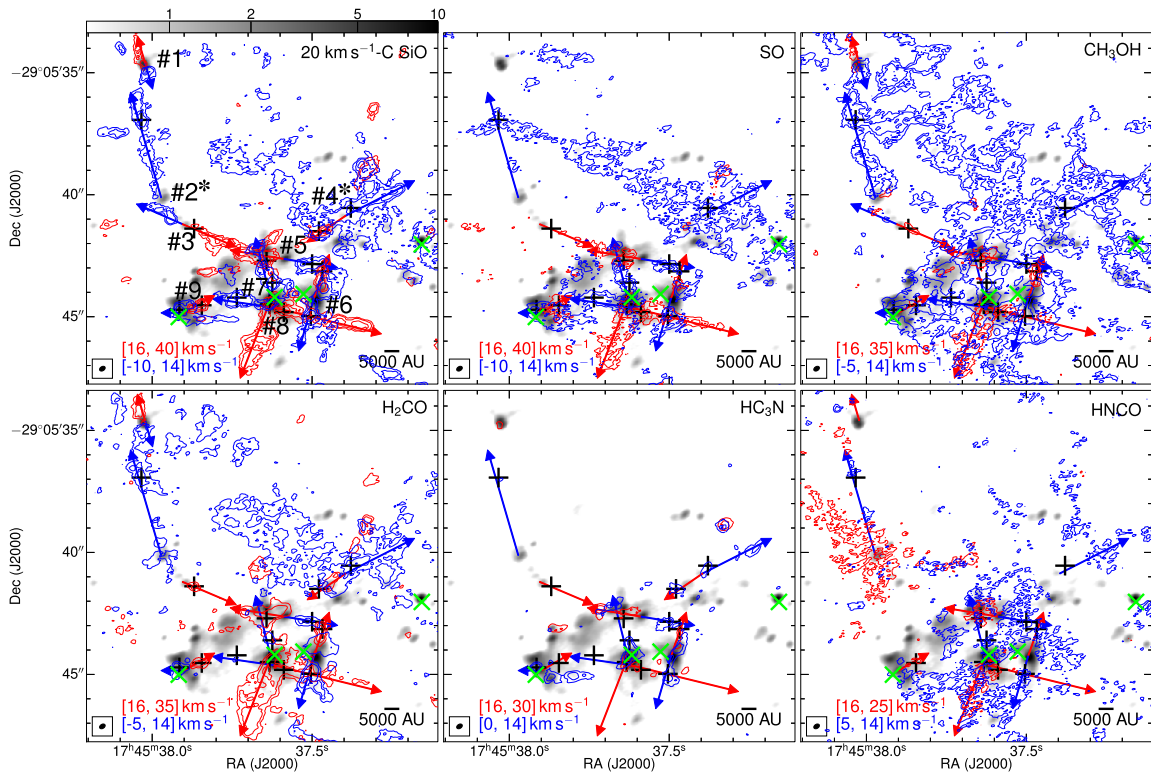 1 2 5 10
20 km s⁻¹-C SiO
SO
CH₃OH
#1
#2*
#3
#4*
#5
#6
#7
#8
#9
−29°05′35″
40″
45″
Dec (J2000)
[16, 40] km s⁻¹
[-10, 14] km s⁻¹
5000 AU
[16, 40] km s⁻¹
[-10, 14] km s⁻¹
5000 AU
[16, 35] km s⁻¹
[-5, 14] km s⁻¹
5000 AU
H₂CO
HC₃N
HNCO
−29°05′35″
40″
45″
Dec (J2000)
[16, 35] km s⁻¹
[-5, 14] km s⁻¹
5000 AU
[16, 30] km s⁻¹
[0, 14] km s⁻¹
5000 AU
[16, 25] km s⁻¹
[5, 14] km s⁻¹
5000 AU
17ʰ45ᵐ38.0ˢ 37.5ˢ
17ʰ45ᵐ38.0ˢ 37.5ˢ
17ʰ45ᵐ38.0ˢ 37.5ˢ
RA (J2000)
RA (J2000)
RA (J2000)